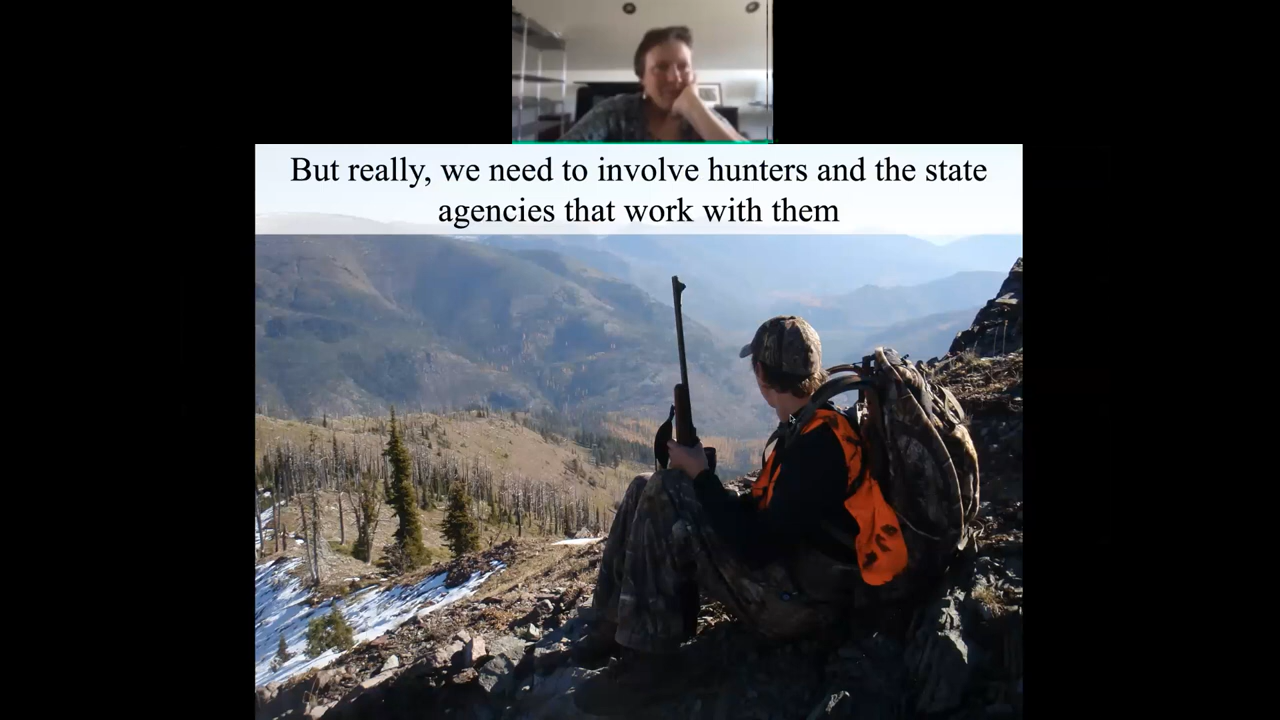 But really, we need to involve hunters and the state
agencies that work with them